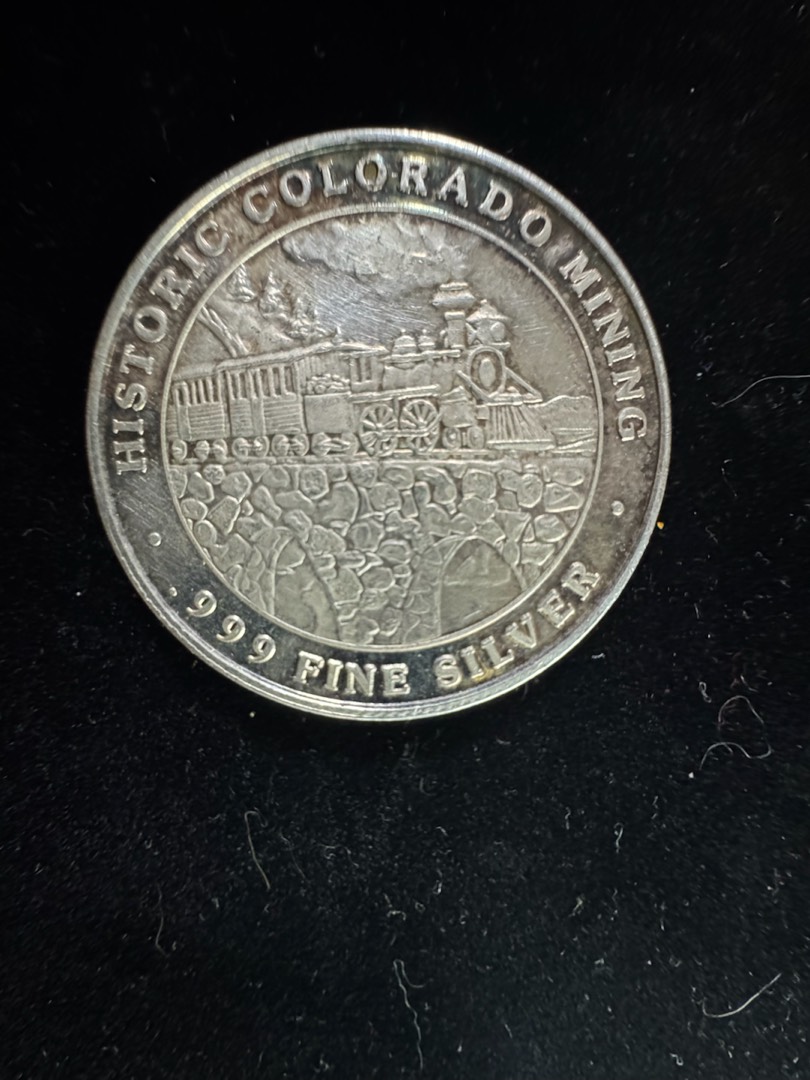 HISTORIC COLORADO MINING
.999 FINE SILVER